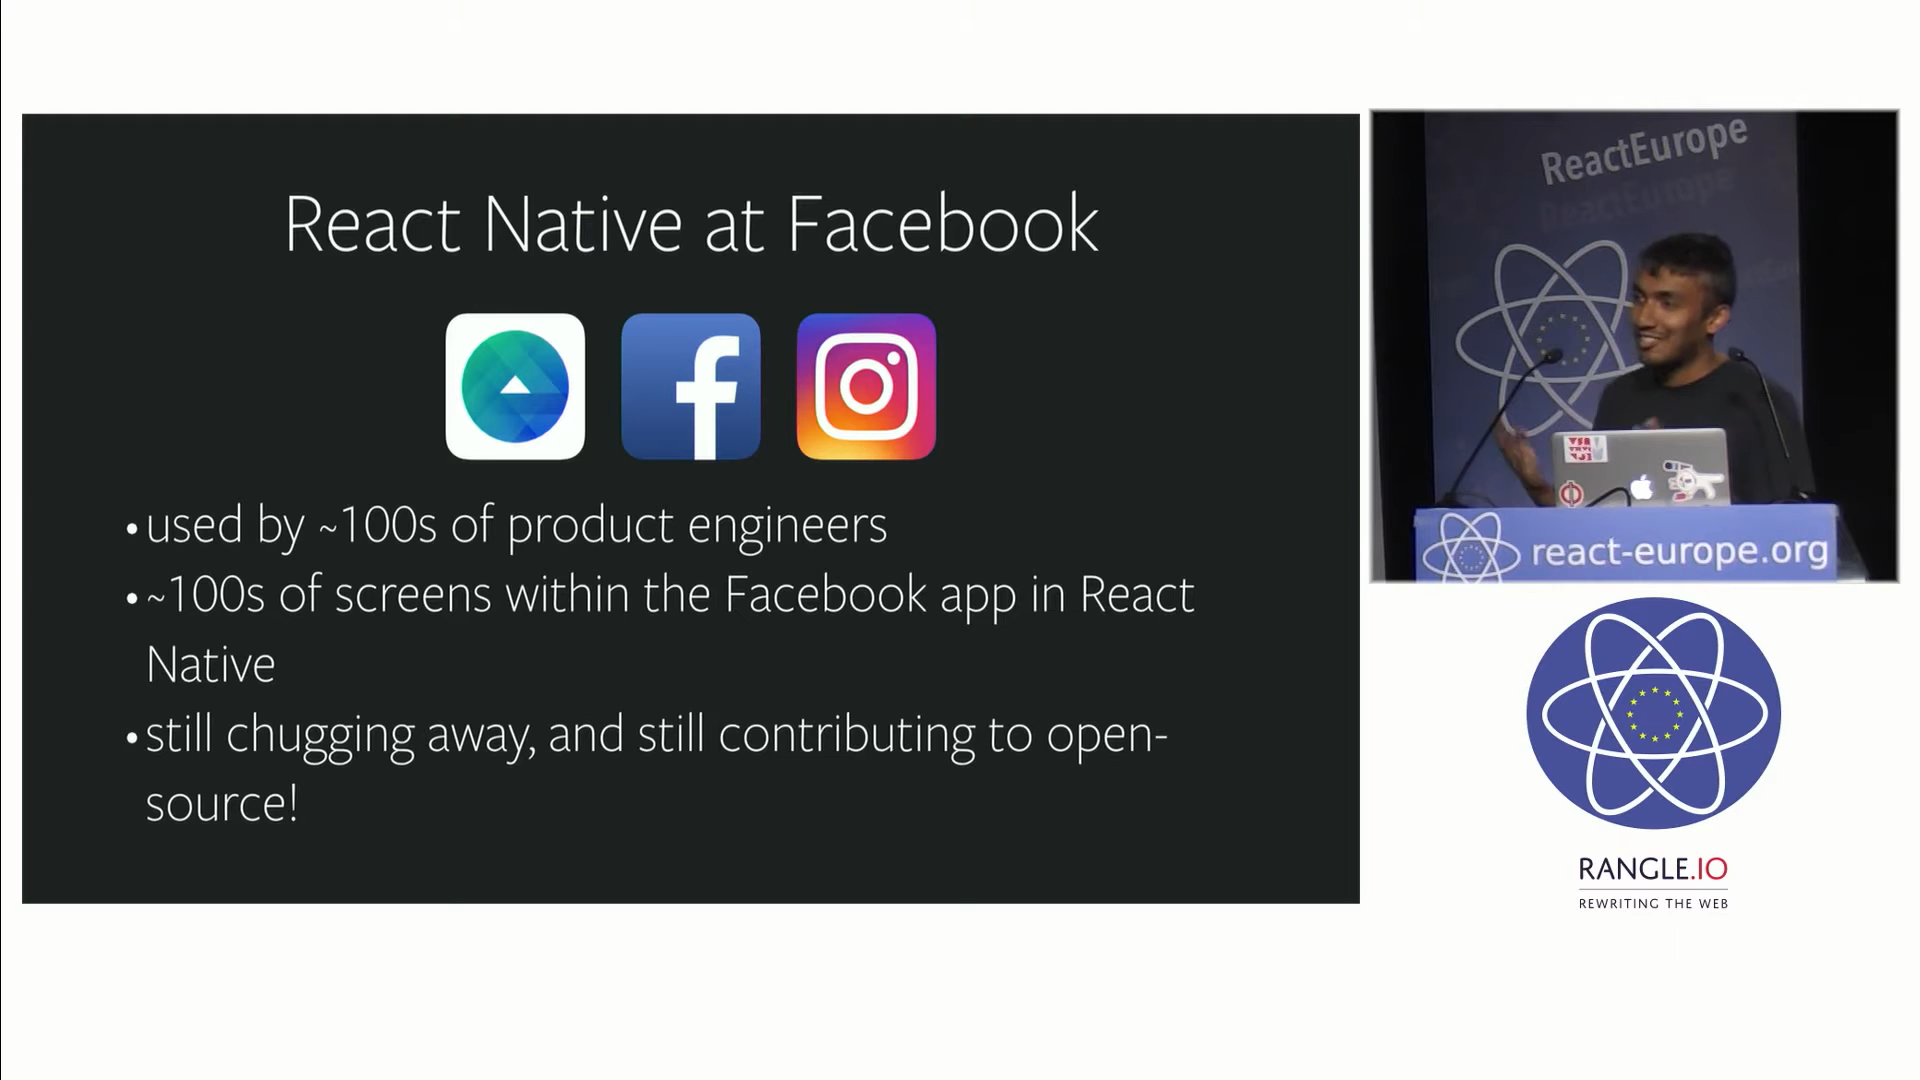 React Native at Facebook
• used by ~100s of product engineers
• ~100s of screens within the Facebook app in React
Native
• still chugging away, and still contributing to open-
source!
ReactEurope
react-europe.org
RANGLE.IO
REWRITING THE WEB